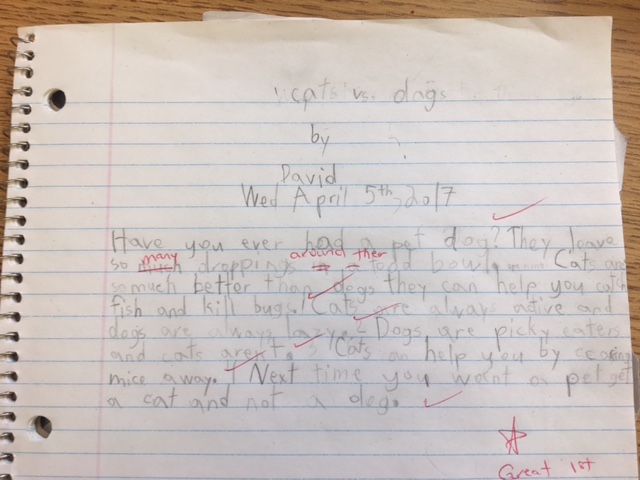 cats vs. dogs
by
David
Wed April 5th, 2017
Have you ever had a pet dog? They leave
many around ther
so much droppings food bowl. Cats are
so much better than dogs they can help you catch
fish and kill bugs! Cats are always active and
dogs are always lazy. Dogs are picky eaters
and cats arent. Cats can help you by scaring
mice away. Next time you want a pet get
a cat and not a dog.
Great 1st